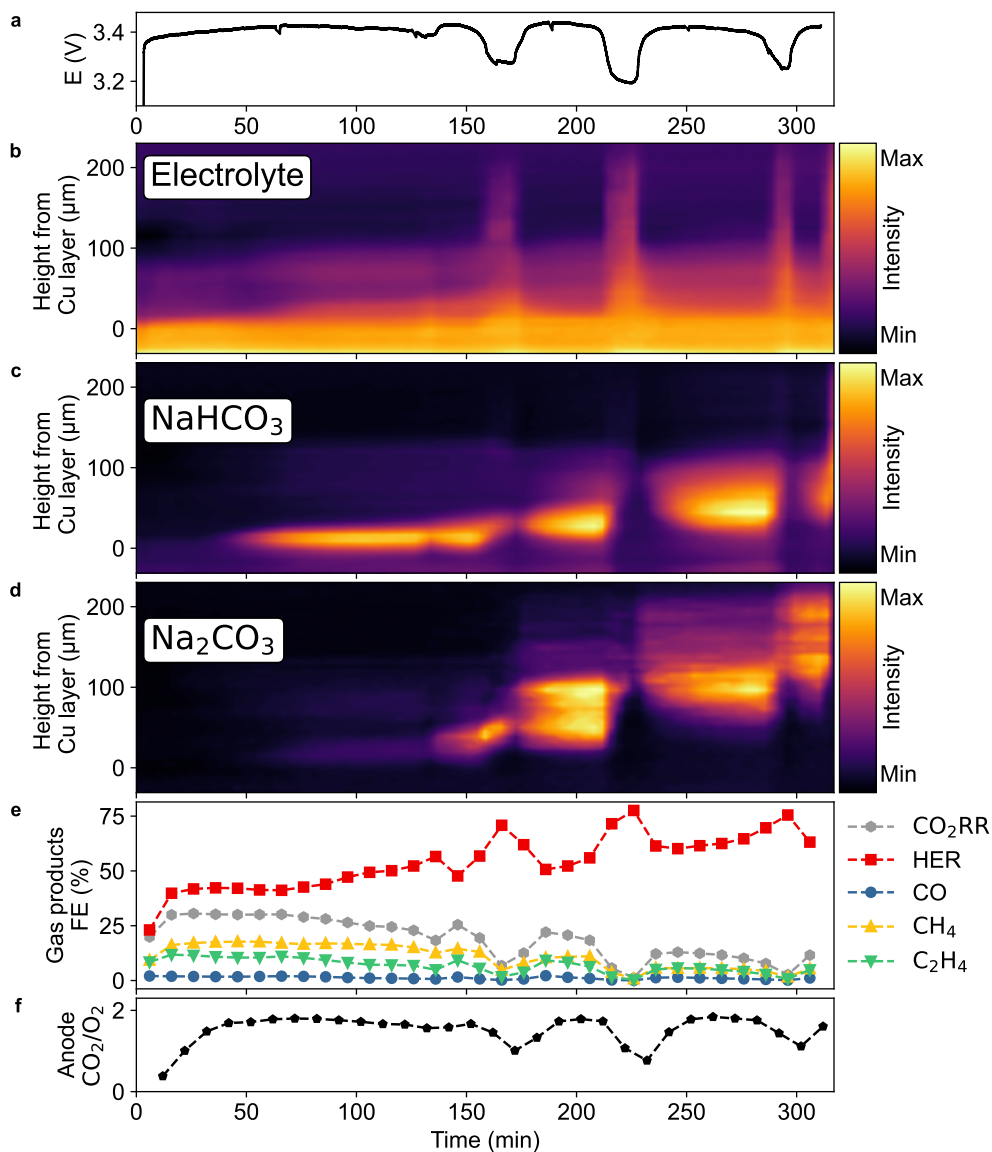 a
E (V)
3.4
3.2
0 50 100 150 200 250 300
b
Height from
Cu layer (µm)
200
100
0
Electrolyte
Max
Intensity
Min
c
Height from
Cu layer (µm)
200
100
0
NaHCO₃
Max
Intensity
Min
d
Height from
Cu layer (µm)
200
100
0
Na₂CO₃
Max
Intensity
Min
e
Gas products
FE (%)
75
50
25
0
CO₂RR
HER
CO
CH₄
C₂H₄
f
Anode
CO₂/O₂
2
0
0 50 100 150 200 250 300
Time (min)